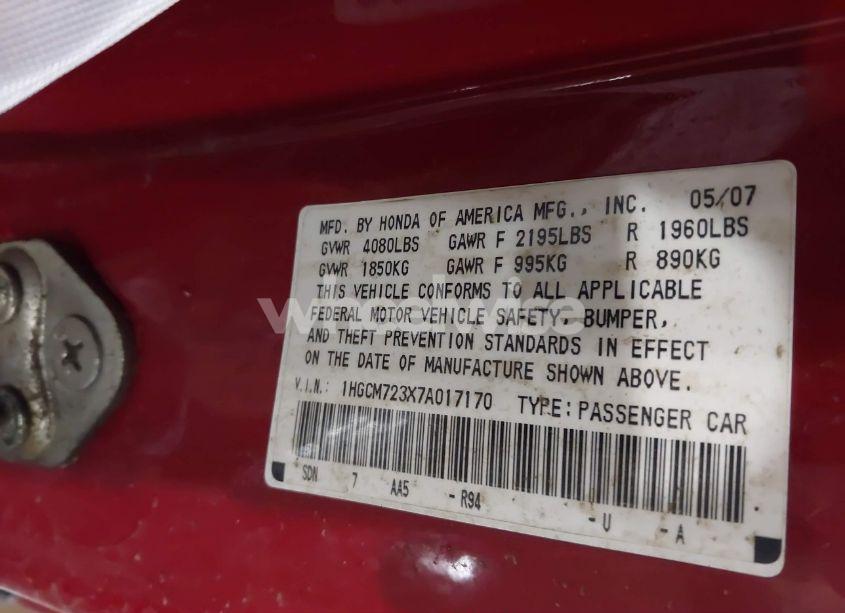 MFD. BY HONDA OF AMERICA MFG., INC. 05/07
GVWR 4080LBS GAWR F 2195LBS R 1960LBS
GVWR 1850KG GAWR F 995KG R 890KG
THIS VEHICLE CONFORMS TO ALL APPLICABLE
FEDERAL MOTOR VEHICLE SAFETY, BUMPER,
AND THEFT PREVENTION STANDARDS IN EFFECT
ON THE DATE OF MANUFACTURE SHOWN ABOVE.
V.I.N.: 1HGCM723X7A017170 TYPE: PASSENGER CAR
SDN 7 AA5 - R94 - U - A
wheelwise